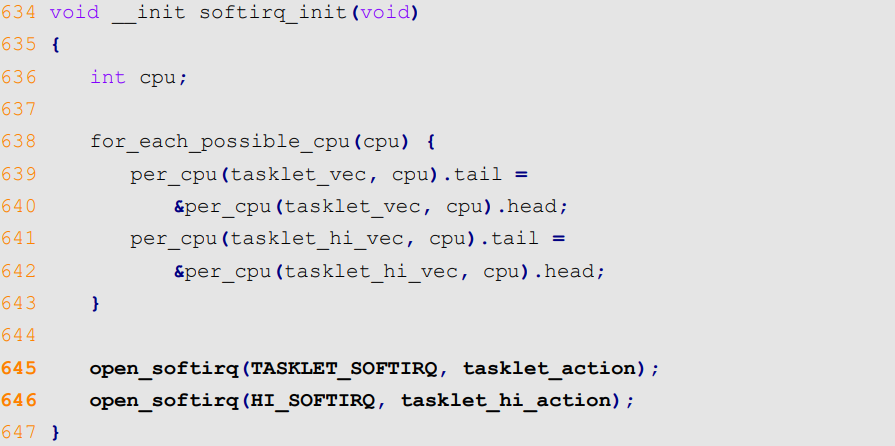 634 void __init softirq_init(void)
635 {
636     int cpu;
637
638     for_each_possible_cpu(cpu) {
639         per_cpu(tasklet_vec, cpu).tail =
640             &per_cpu(tasklet_vec, cpu).head;
641         per_cpu(tasklet_hi_vec, cpu).tail =
642             &per_cpu(tasklet_hi_vec, cpu).head;
643     }
644
645     open_softirq(TASKLET_SOFTIRQ, tasklet_action);
646     open_softirq(HI_SOFTIRQ, tasklet_hi_action);
647 }